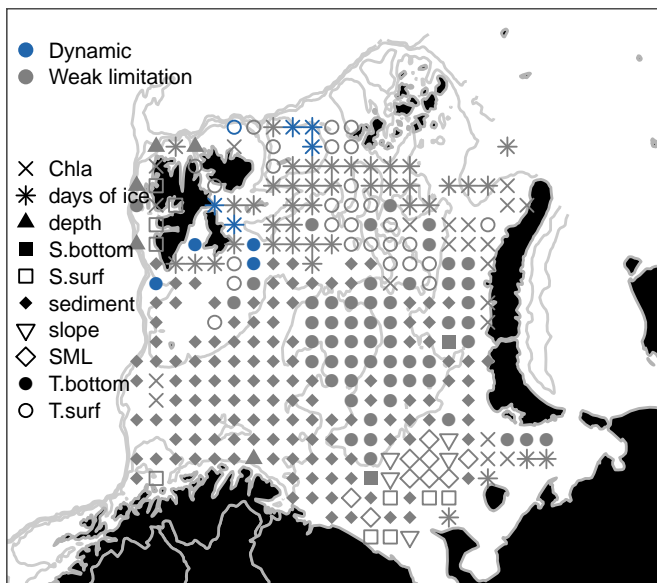 Dynamic
Weak limitation
Chla
days of ice
depth
S.bottom
S.surf
sediment
slope
SML
T.bottom
T.surf